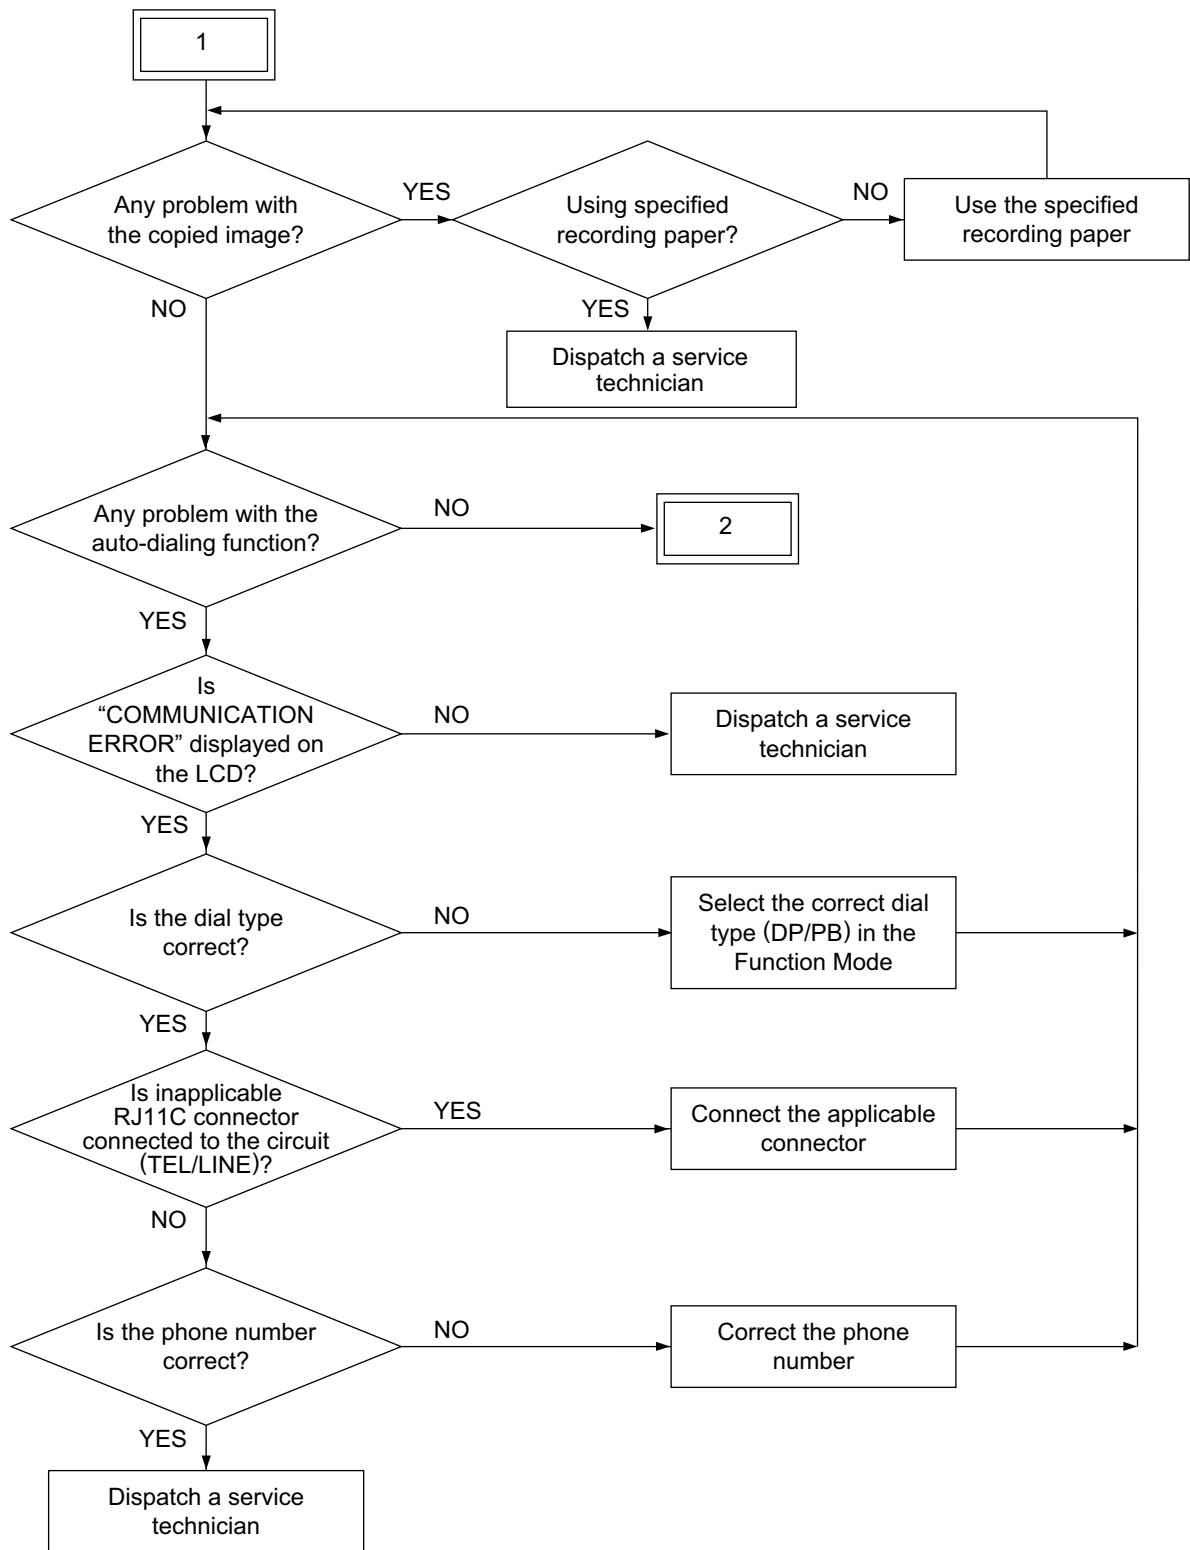 1
Any problem with
the copied image?
YES
Using specified
recording paper?
NO
Use the specified
recording paper
NO
YES
Dispatch a service
technician
Any problem with the
auto-dialing function?
NO
2
YES
Is
“COMMUNICATION
ERROR” displayed on
the LCD?
NO
Dispatch a service
technician
YES
Is the dial type
correct?
NO
Select the correct dial
type (DP/PB) in the
Function Mode
YES
Is inapplicable
RJ11C connector
connected to the circuit
(TEL/LINE)?
YES
Connect the applicable
connector
NO
Is the phone number
correct?
NO
Correct the phone
number
YES
Dispatch a service
technician